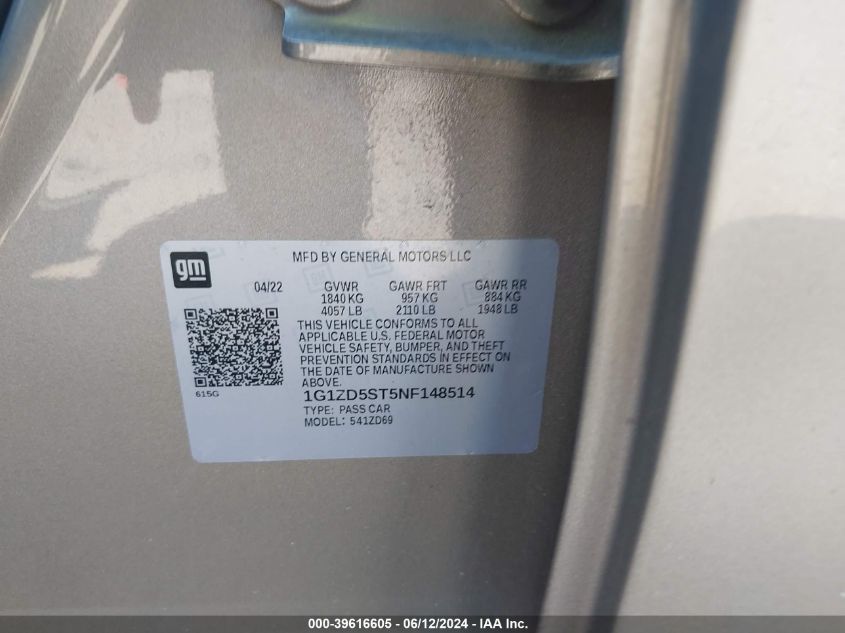 gm
MFD BY GENERAL MOTORS LLC
04/22 GVWR GAWR FRT GAWR RR
1840 KG 957 KG 884 KG
4057 LB 2110 LB 1948 LB
THIS VEHICLE CONFORMS TO ALL
APPLICABLE U.S. FEDERAL MOTOR
VEHICLE SAFETY, BUMPER, AND THEFT
PREVENTION STANDARDS IN EFFECT ON
THE DATE OF MANUFACTURE SHOWN
ABOVE.
615G
1G1ZD5ST5NF148514
TYPE: PASS CAR
MODEL: 541ZD69
000-39616605 - 06/12/2024 - IAA Inc.